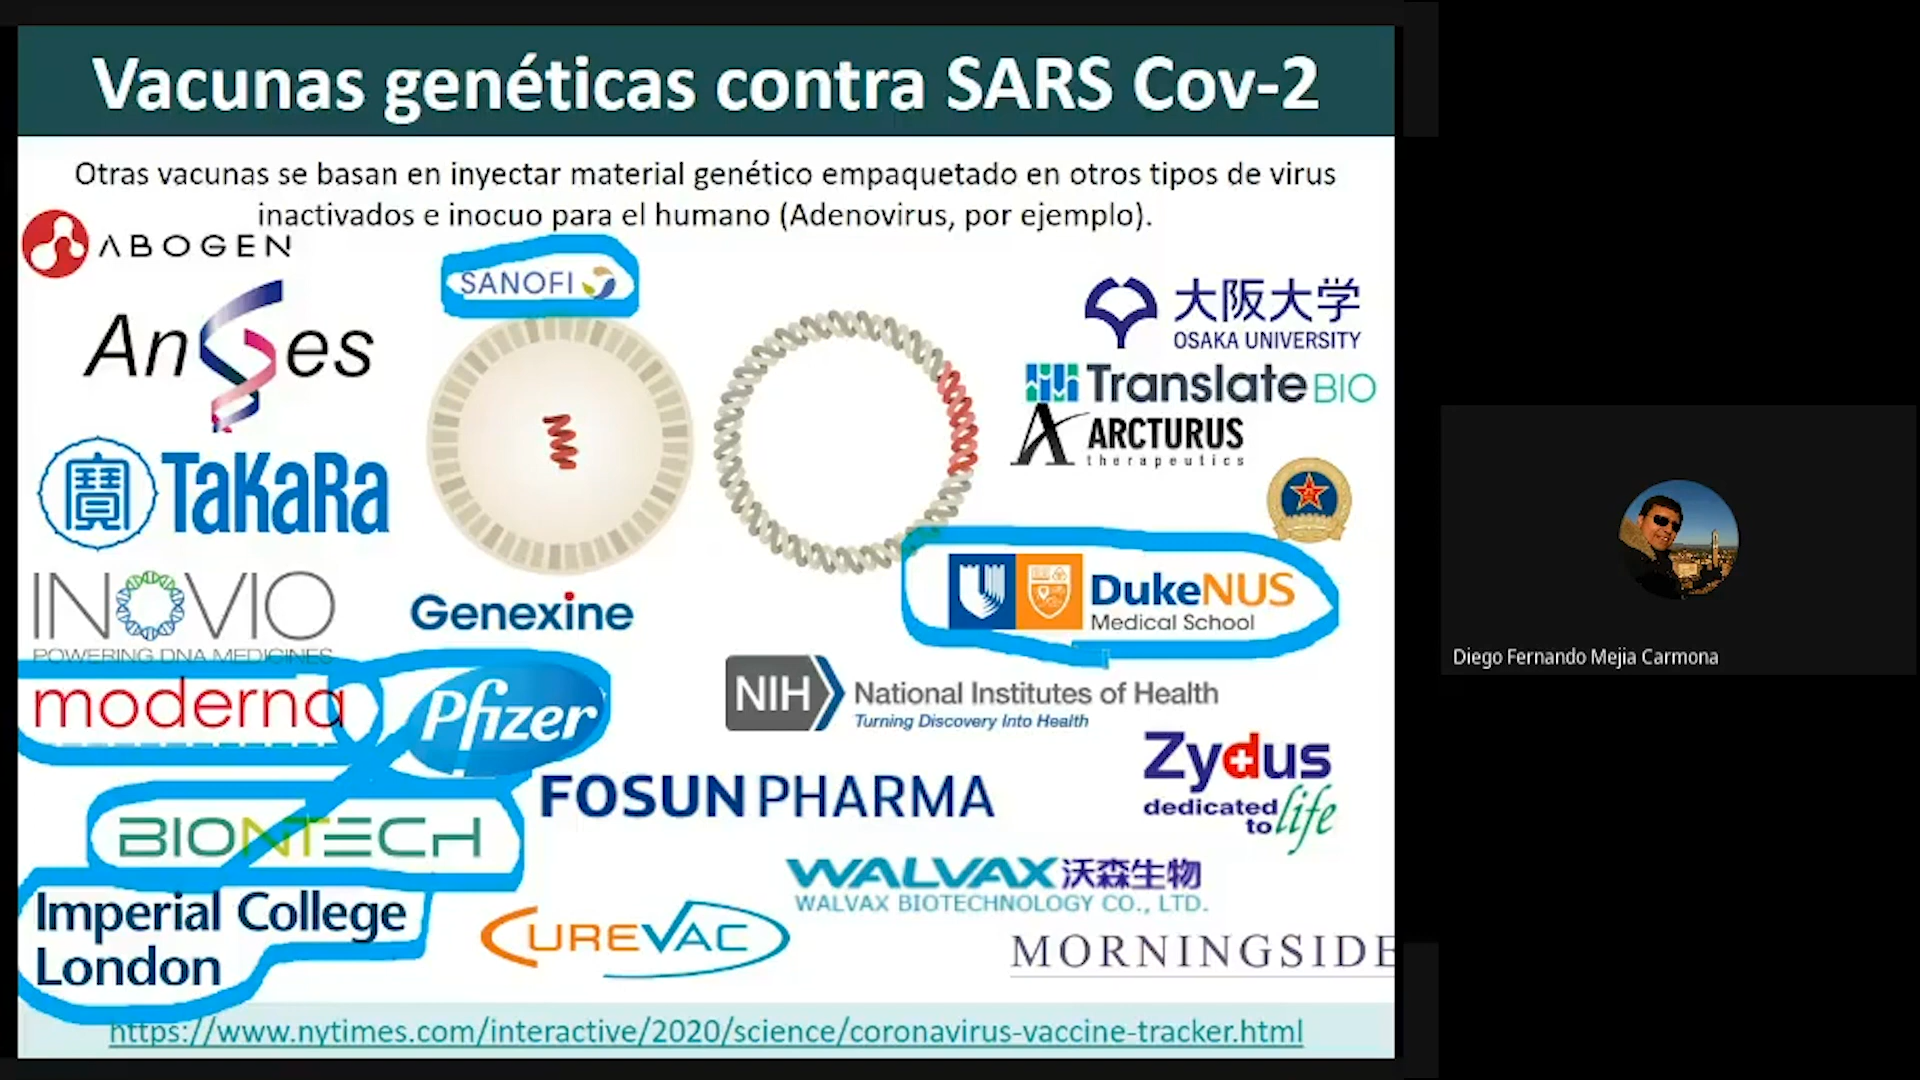 Vacunas genéticas contra SARS Cov-2
Otras vacunas se basan en inyectar material genético empaquetado en otros tipos de virus
inactivados e inocuo para el humano (Adenovirus, por ejemplo).
ABOGEN
SANOFI
AnGes
大阪大学
OSAKA UNIVERSITY
Translate BIO
ARCTURUS
therapeutics
寶
TaKaRa
INOVIO
POWERING DNA MEDICINES
Genexine
DukeNUS
Medical School
moderna
Pfizer
NIH
National Institutes of Health
Turning Discovery Into Health
BIONTECH
FOSUN PHARMA
Zydus
dedicated
to life
Imperial College
London
CUREVAC
WALVAX 沃森生物
WALVAX BIOTECHNOLOGY CO., LTD.
MORNINGSIDE
https://www.nytimes.com/interactive/2020/science/coronavirus-vaccine-tracker.html
Diego Fernando Mejia Carmona